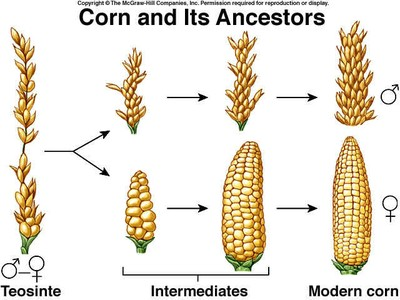 Copyright © The McGraw-Hill Companies, Inc. Permission required for reproduction or display.
Corn and Its Ancestors
♂
♀
♂–♀
Teosinte
Intermediates
Modern corn